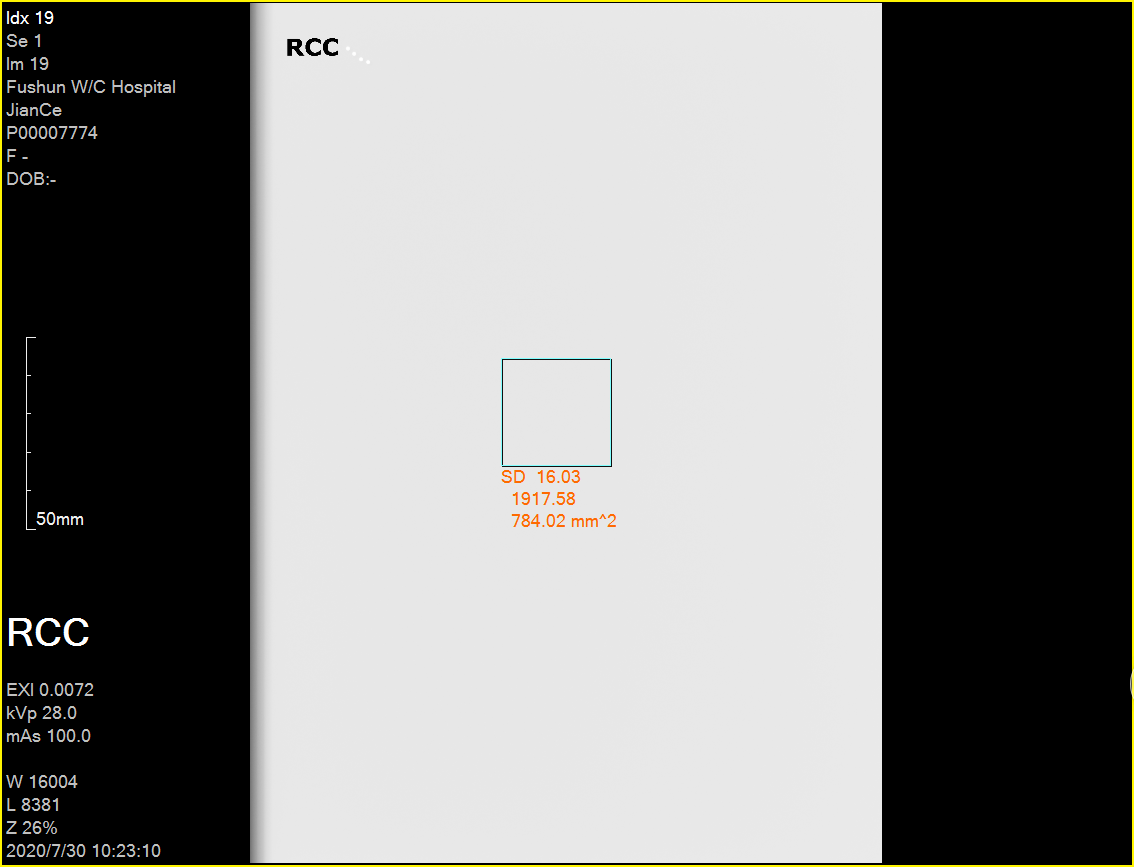 Idx 19
Se 1
Im 19
Fushun W/C Hospital
JianCe
P00007774
F -
DOB:-
RCC
SD 16.03
1917.58
784.02 mm^2
50mm
RCC
EXI 0.0072
kVp 28.0
mAs 100.0
W 16004
L 8381
Z 26%
2020/7/30 10:23:10